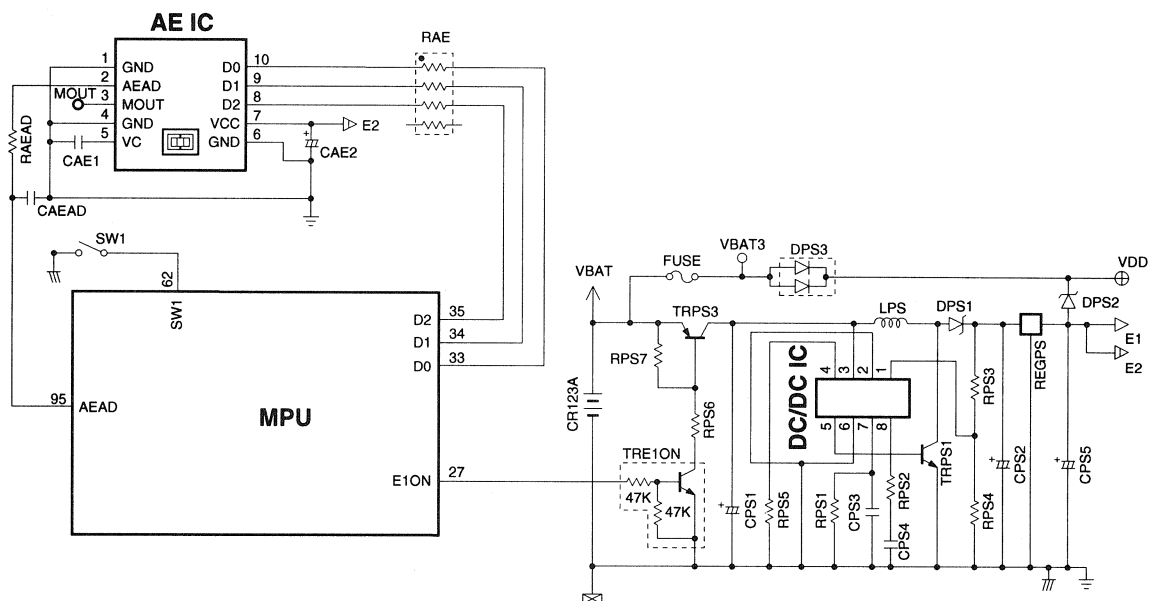 AE IC
RAE
1 GND D0 10
2 AEAD D1 9
MOUT 3 MOUT D2 8
4 GND VCC 7 E2
5 VC GND 6
RAEAD
CAE1
CAE2
CAEAD
SW1
62
SW1
D2 35
D1 34
D0 33
95 AEAD
MPU
E1ON 27
VBAT
FUSE
VBAT3
DPS3
VDD
TRPS3
LPS
DPS1
DPS2
E1
E2
REGPS
RPS7
RPS6
CR123A
DC/DC IC
4 3 2 1
5 6 7 8
RPS3
TRPS1
TRE1ON
47K
47K
CPS1
RPS5
RPS1
CPS3
RPS2
CPS4
RPS4
CPS2
CPS5